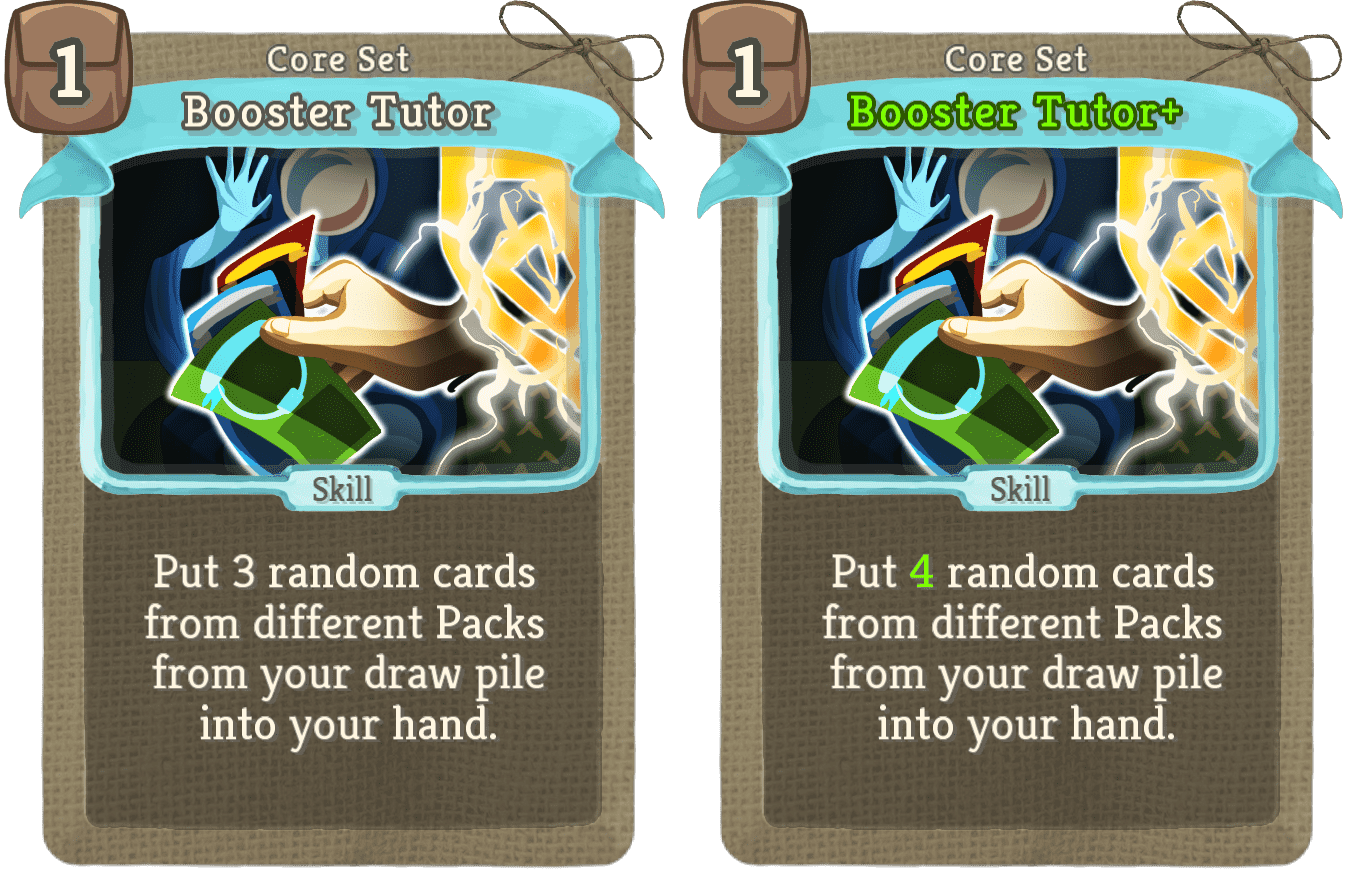 1
Core Set
Booster Tutor
Skill
Put 3 random cards
from different Packs
from your draw pile
into your hand.
1
Core Set
Booster Tutor+
Skill
Put 4 random cards
from different Packs
from your draw pile
into your hand.